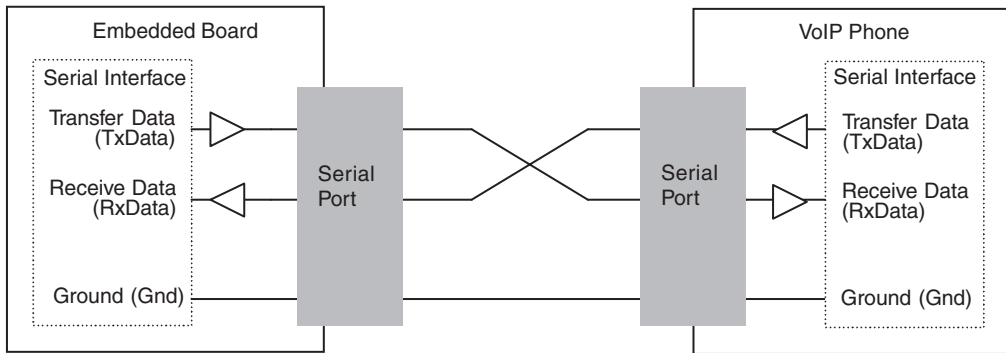 Embedded Board
Serial Interface
Transfer Data
(TxData)
Receive Data
(RxData)
Ground (Gnd)
Serial
Port
VoIP Phone
Serial Interface
Transfer Data
(TxData)
Receive Data
(RxData)
Ground (Gnd)
Serial
Port